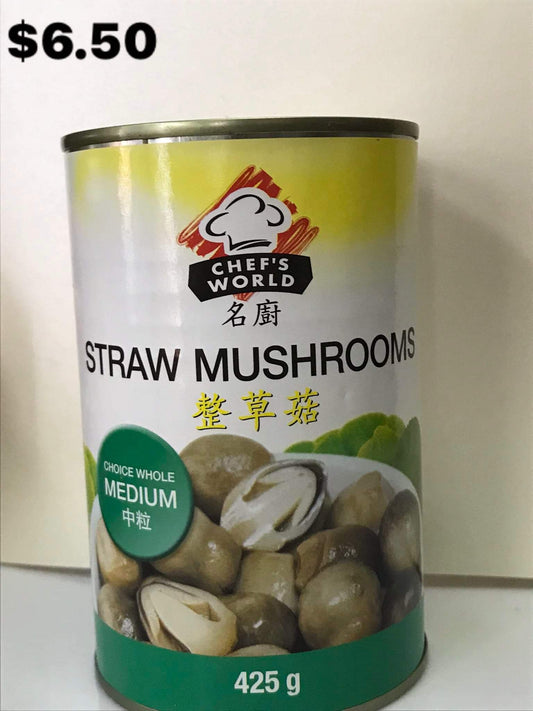 $6.50
CHEF'S
WORLD
名廚
STRAW MUSHROOMS
整草菇
CHOICE WHOLE
MEDIUM
中粒
425 g